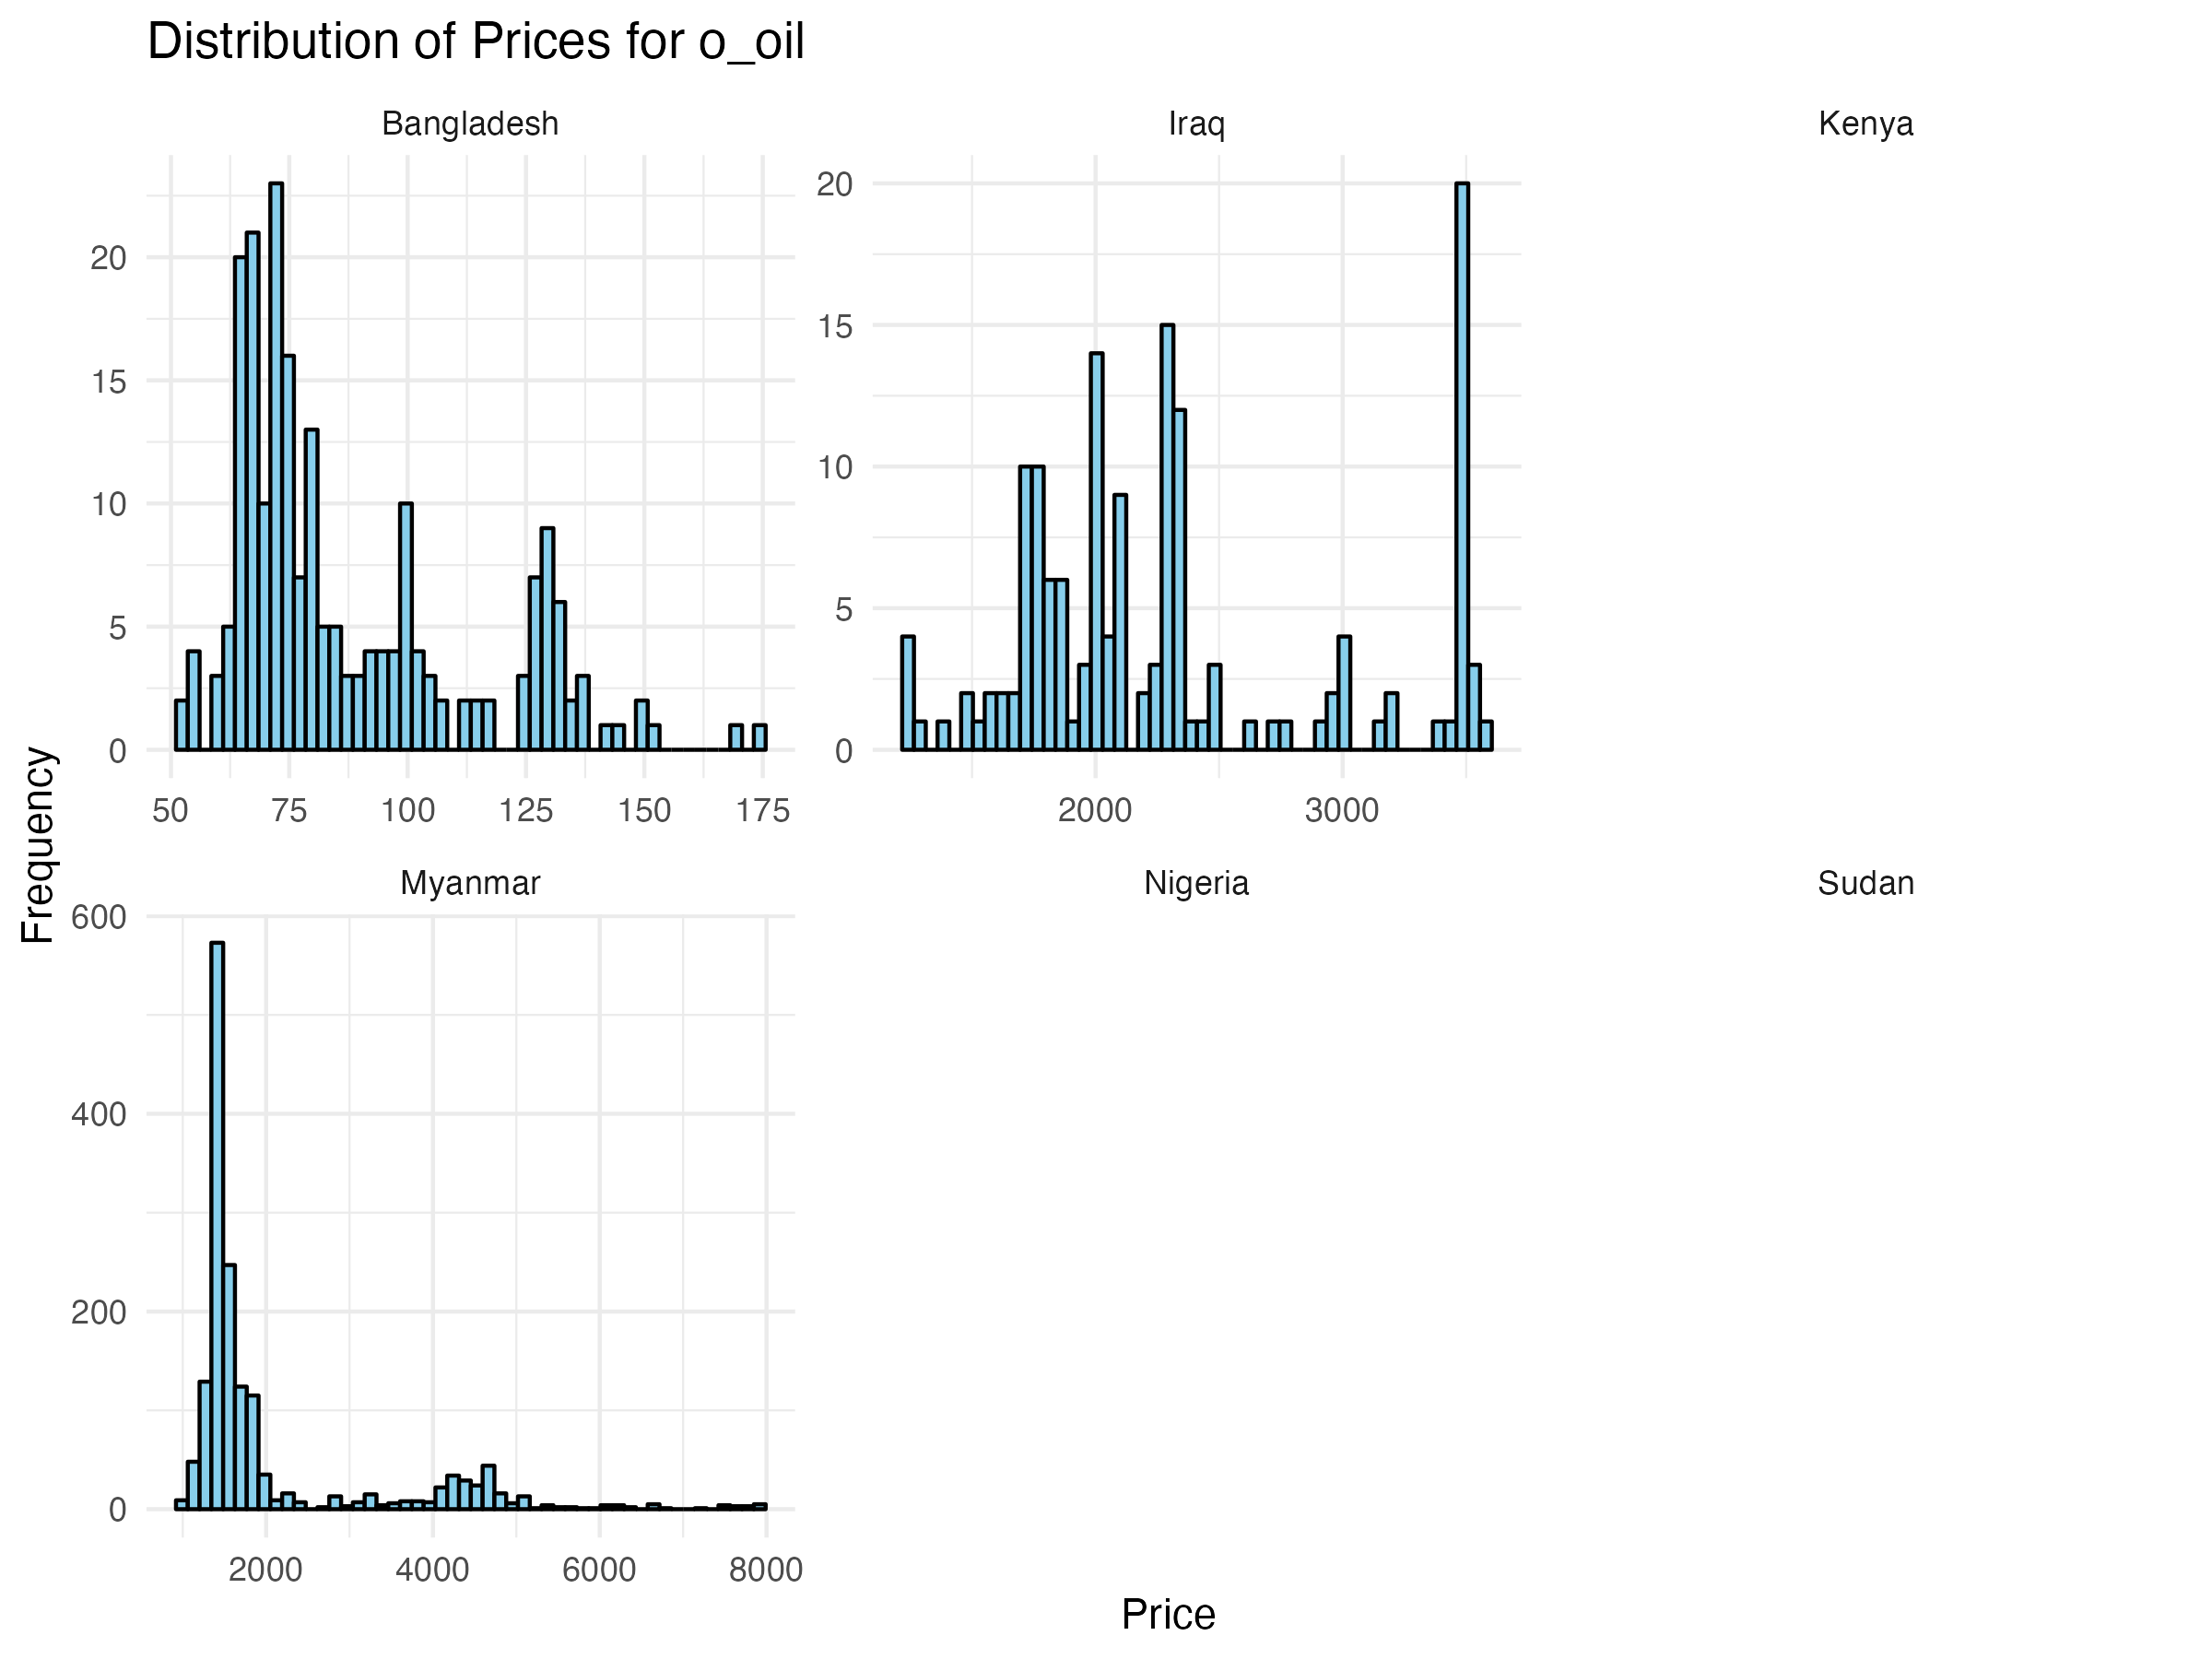 Distribution of Prices for o_oil
Bangladesh
Iraq
Kenya
20
15
10
5
0
20
15
10
5
0
50 75 100 125 150 175
2000 3000
Frequency
Myanmar
Nigeria
Sudan
600
400
200
0
2000 4000 6000 8000
Price